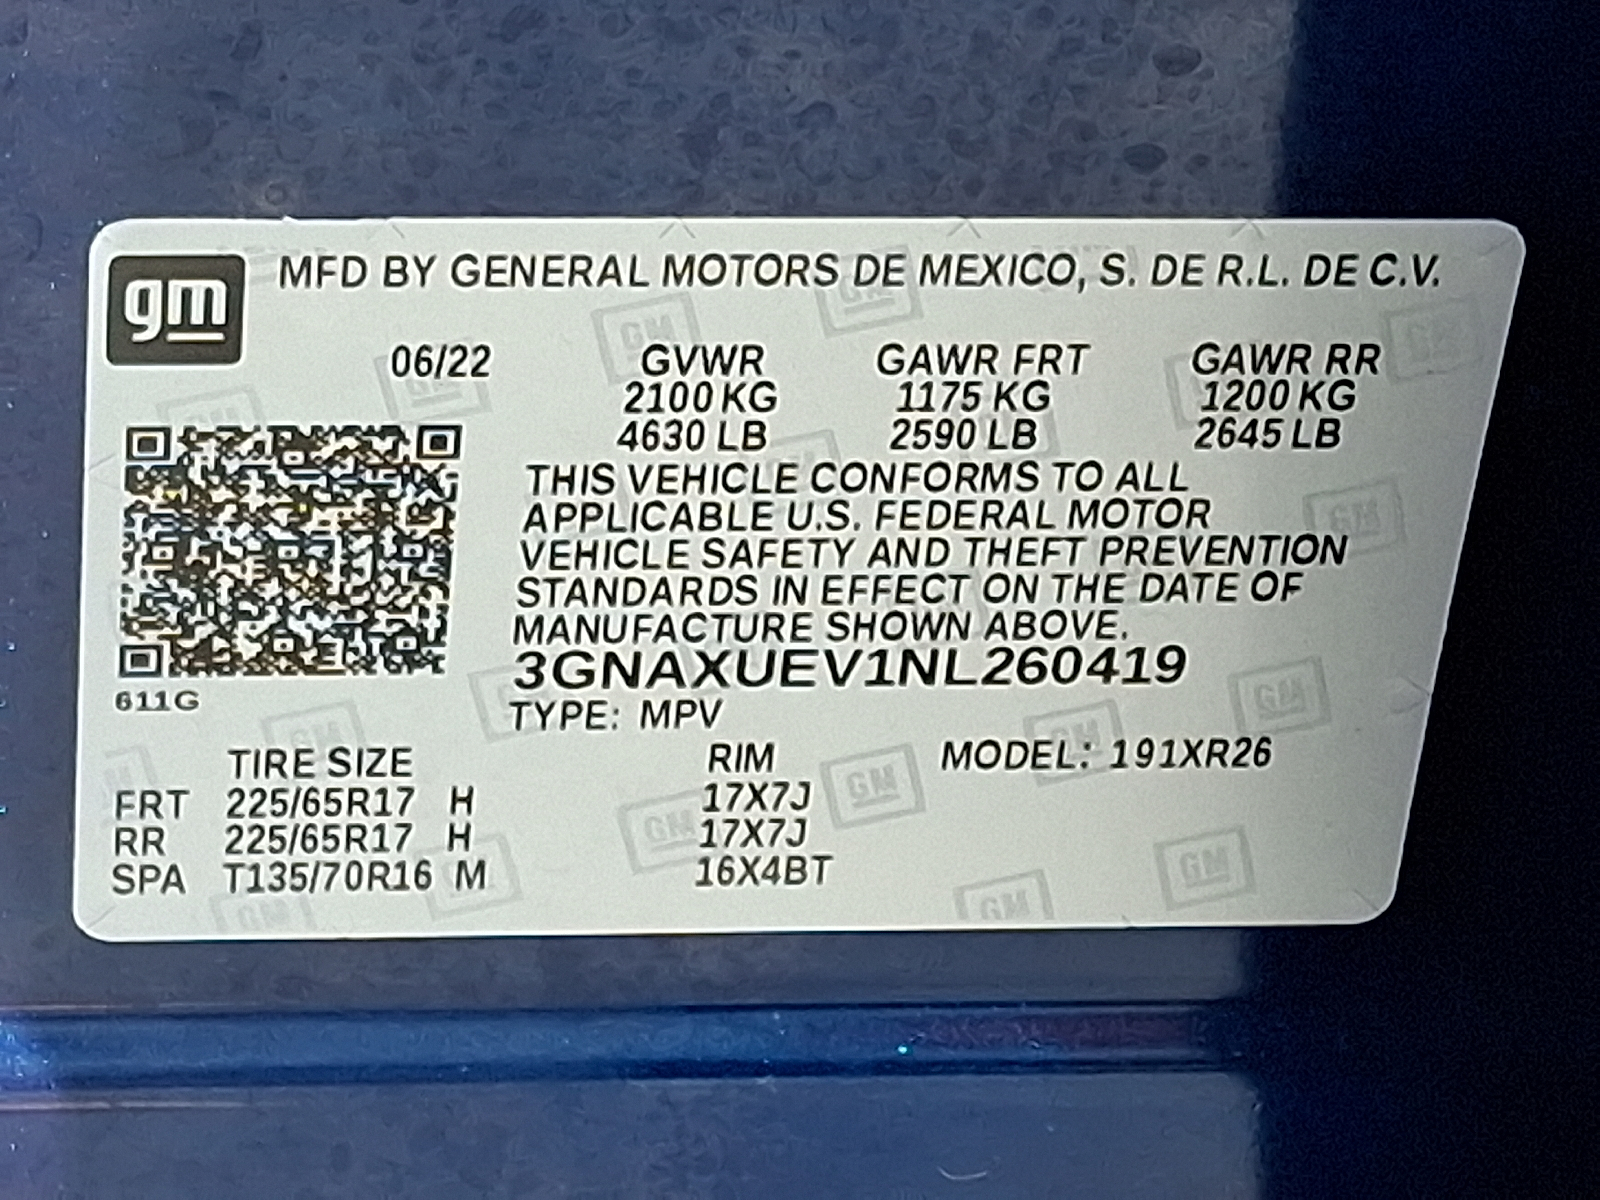 gm
MFD BY GENERAL MOTORS DE MEXICO, S. DE R.L. DE C.V.
06/22 GVWR GAWR FRT GAWR RR
2100 KG 1175 KG 1200 KG
4630 LB 2590 LB 2645 LB
THIS VEHICLE CONFORMS TO ALL
APPLICABLE U.S. FEDERAL MOTOR
VEHICLE SAFETY AND THEFT PREVENTION
STANDARDS IN EFFECT ON THE DATE OF
MANUFACTURE SHOWN ABOVE.
3GNAXUEV1NL260419
611G
TYPE: MPV
TIRE SIZE RIM MODEL: 191XR26
FRT 225/65R17 H 17X7J
RR 225/65R17 H 17X7J
SPA T135/70R16 M 16X4BT